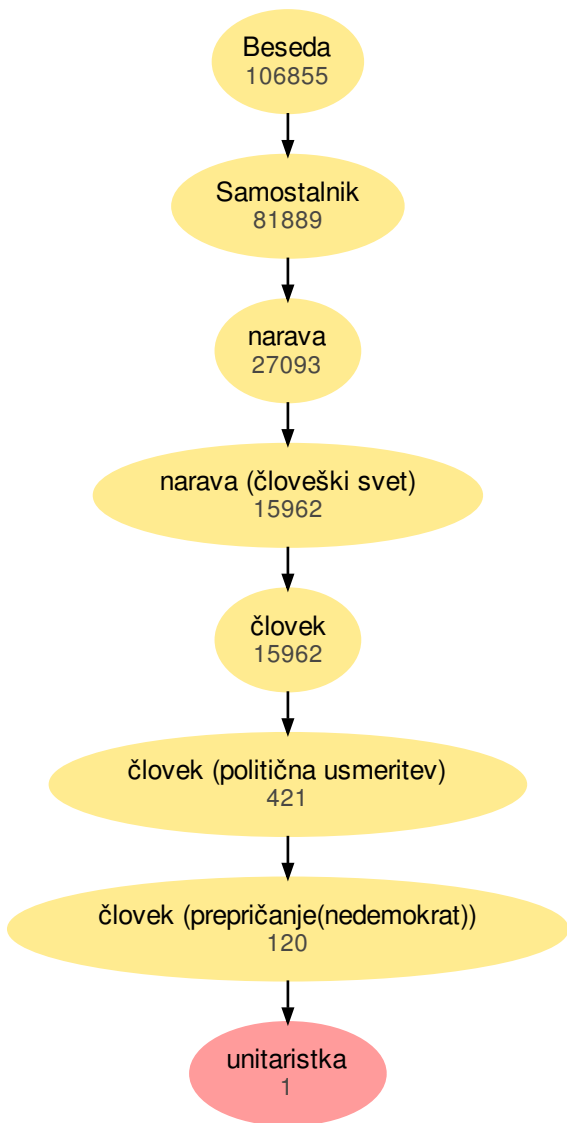 Beseda
106855
Samostalnik
81889
narava
27093
narava (človeški svet)
15962
človek
15962
človek (politična usmeritev)
421
človek (prepričanje(nedemokrat))
120
unitaristka
1